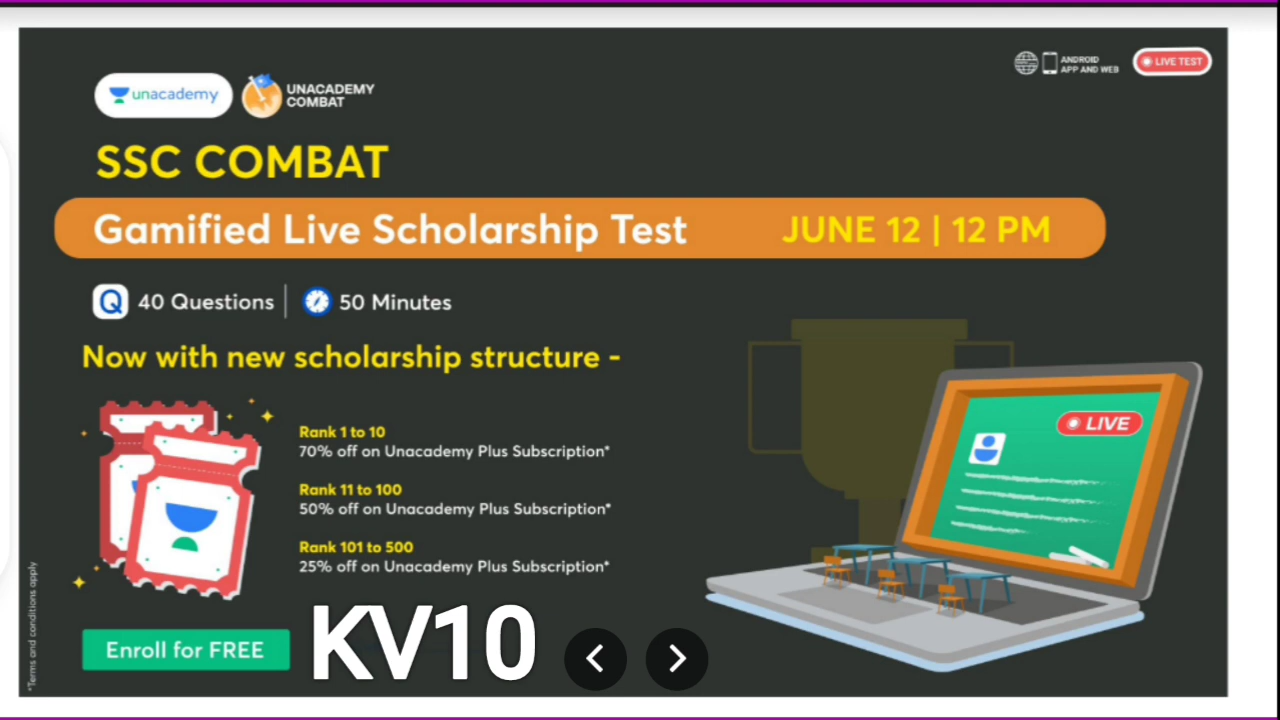 unacademy
UNACADEMY
COMBAT
ANDROID
APP AND WEB
LIVE TEST
SSC COMBAT
Gamified Live Scholarship Test
JUNE 12 | 12 PM
Q 40 Questions
50 Minutes
Now with new scholarship structure -
Rank 1 to 10
70% off on Unacademy Plus Subscription*
Rank 11 to 100
50% off on Unacademy Plus Subscription*
Rank 101 to 500
25% off on Unacademy Plus Subscription*
LIVE
Enroll for FREE
KV10
*Terms and conditions apply